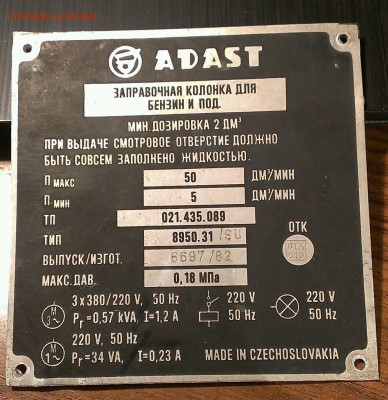 ADAST
ЗАПРАВОЧНАЯ КОЛОНКА ДЛЯ
БЕНЗИН И ПОД.
МИН. ДОЗИРОВКА 2 ДМ³
ПРИ ВЫДАЧЕ СМОТРОВОЕ ОТВЕРСТИЕ ДОЛЖНО
БЫТЬ СОВСЕМ ЗАПОЛНЕНО ЖИДКОСТЬЮ.
П МАКС 50 ДМ³/МИН
П МИН 5 ДМ³/МИН
ТП 021.435.089
ТИП 8950.31/SU
ОТК
ВЫПУСК/ИЗГОТ. 6697/82
МАКС.ДАВ. 0,18 МПа
3 x 380/220 V, 50 Hz
M 3~ Pr = 0,57 kVA, I = 1,2 A
220 V
50 Hz
220 V
50 Hz
220 V, 50 Hz
M 1~ Pr = 34 VA, I = 0,23 A
MADE IN CZECHOSLOVAKIA